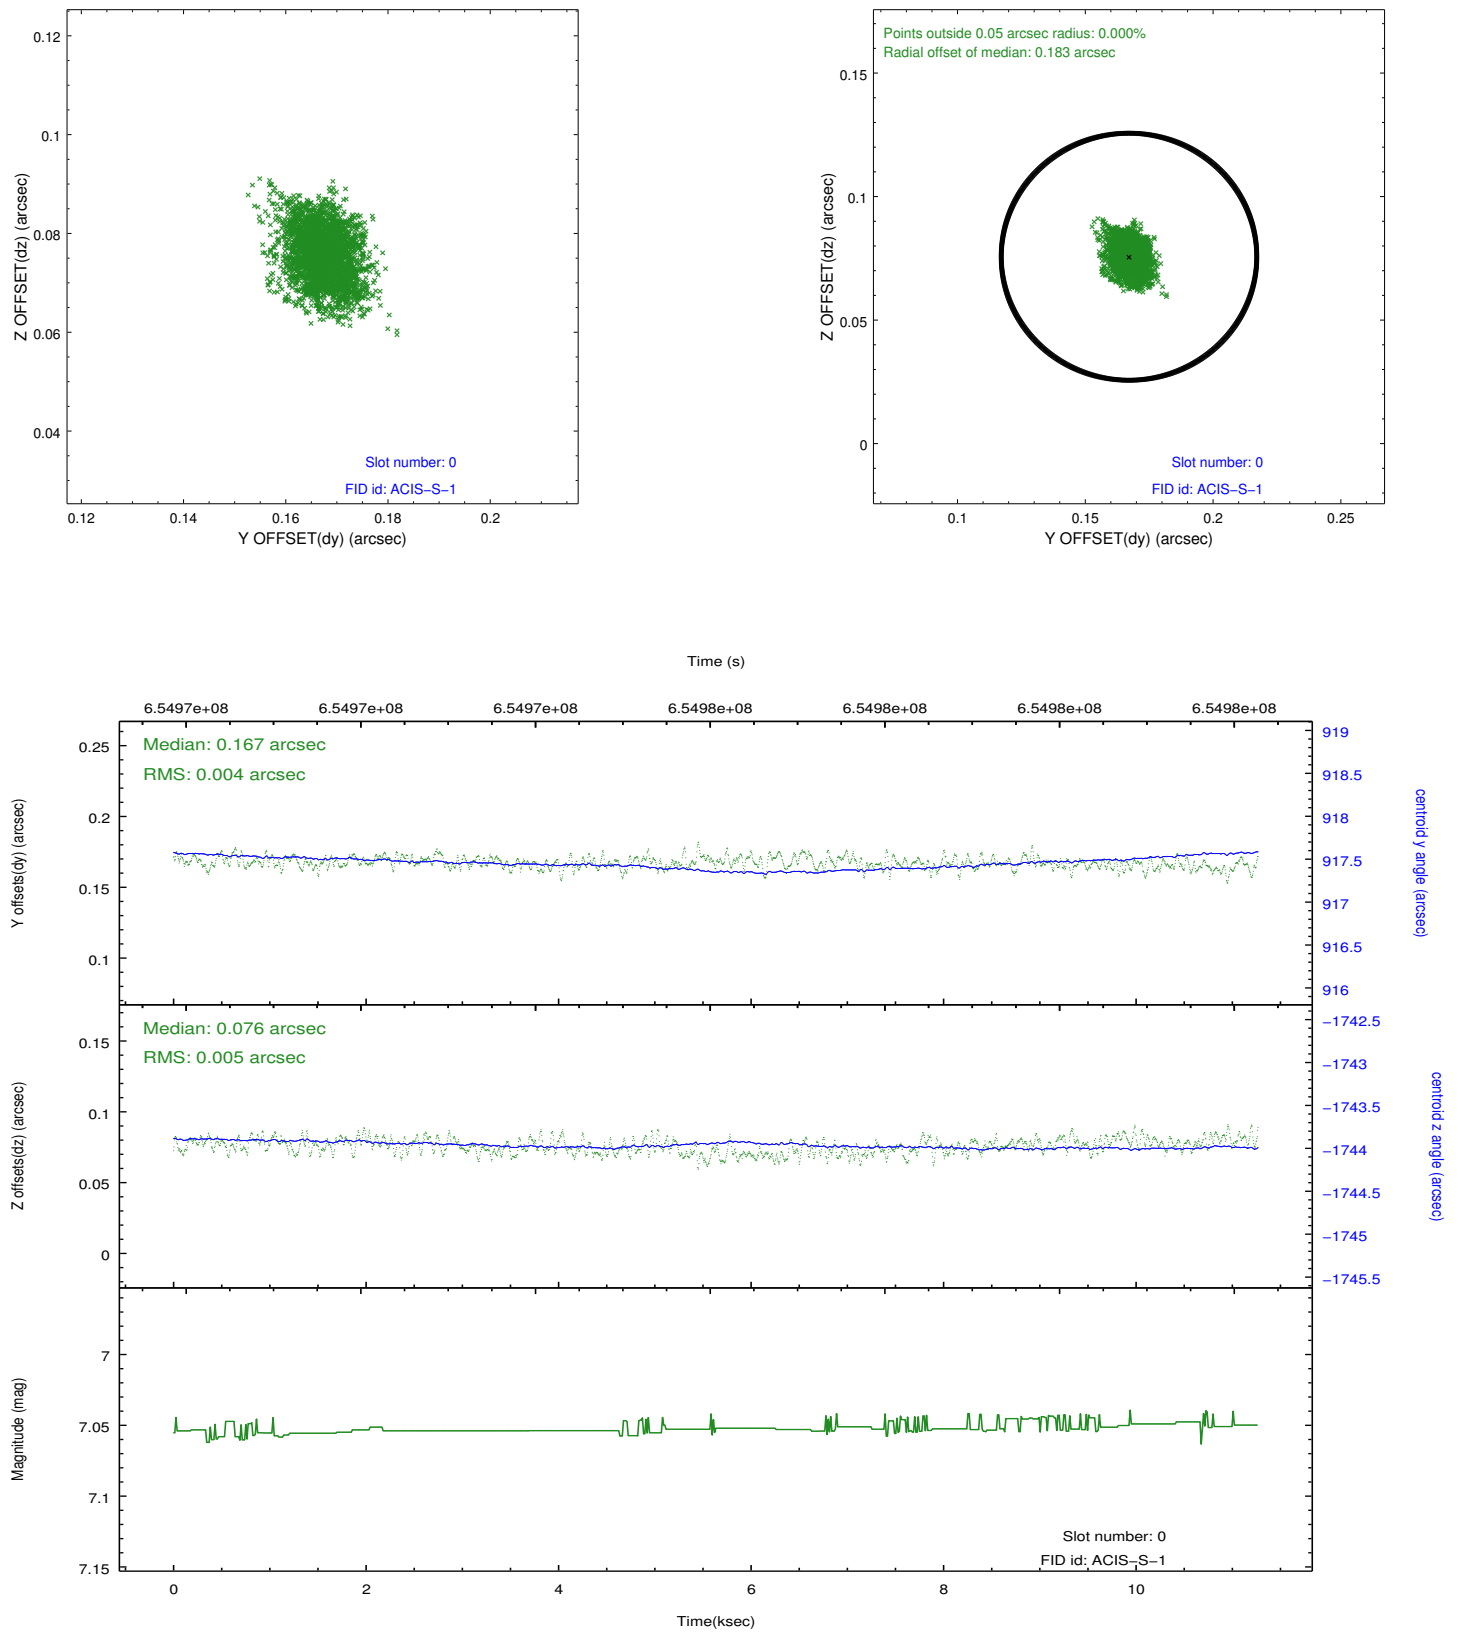 0.12
0.1
0.08
0.06
0.04
Z OFFSET(dz) (arcsec)
Slot number: 0
FID id: ACIS−S−1
0.12 0.14 0.16 0.18 0.2
Y OFFSET(dy) (arcsec)
Points outside 0.05 arcsec radius: 0.000%
Radial offset of median: 0.183 arcsec
0.15
0.1
0.05
0
Z OFFSET(dz) (arcsec)
Slot number: 0
FID id: ACIS−S−1
0.1 0.15 0.2 0.25
Y OFFSET(dy) (arcsec)
Time (s)
6.5497e+08 6.5497e+08 6.5497e+08 6.5498e+08 6.5498e+08 6.5498e+08 6.5498e+08
Median: 0.167 arcsec
RMS: 0.004 arcsec
0.25
0.2
0.15
0.1
Y offsets(dy) (arcsec)
919
918.5
918
917.5
917
916.5
916
centroid y angle (arcsec)
Median: 0.076 arcsec
RMS: 0.005 arcsec
0.15
0.1
0.05
0
Z offsets(dz) (arcsec)
−1742.5
−1743
−1743.5
−1744
−1744.5
−1745
−1745.5
centroid z angle (arcsec)
7
7.05
7.1
7.15
Magnitude (mag)
Slot number: 0
FID id: ACIS−S−1
0 2 4 6 8 10
Time(ksec)